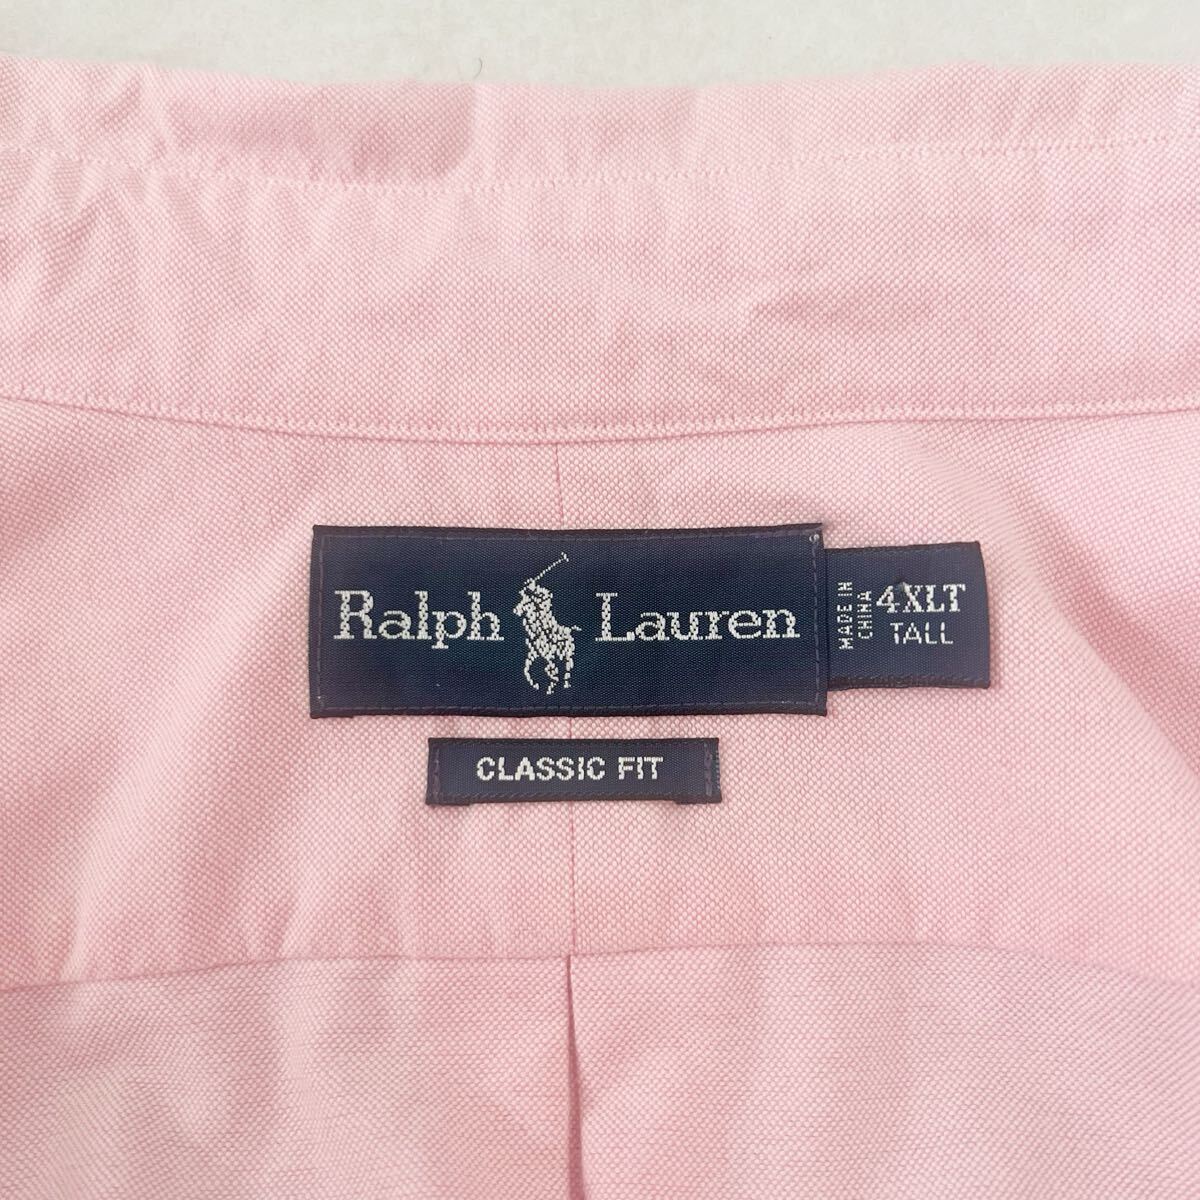 Ralph Lauren
MADE IN
CHINA
4XLT
TALL
CLASSIC FIT